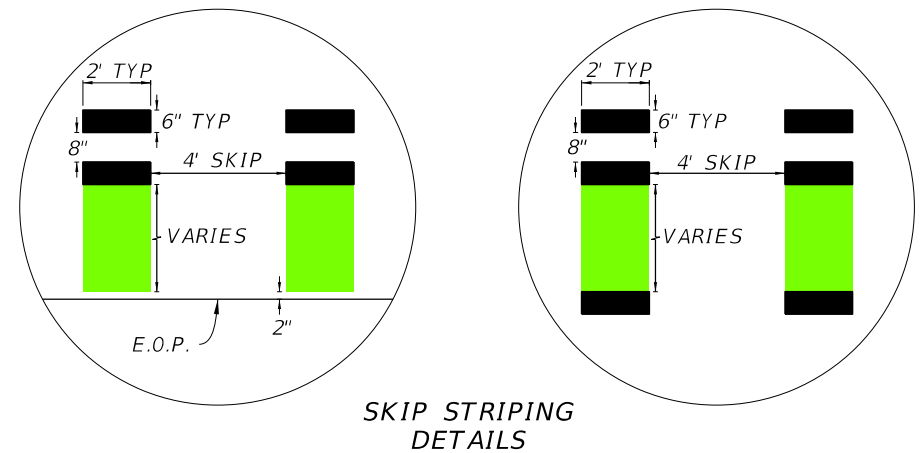 2' TYP
6" TYP
8"
4' SKIP
VARIES
2"
E.O.P.
2' TYP
6" TYP
8"
4' SKIP
VARIES
SKIP STRIPING
DETAILS